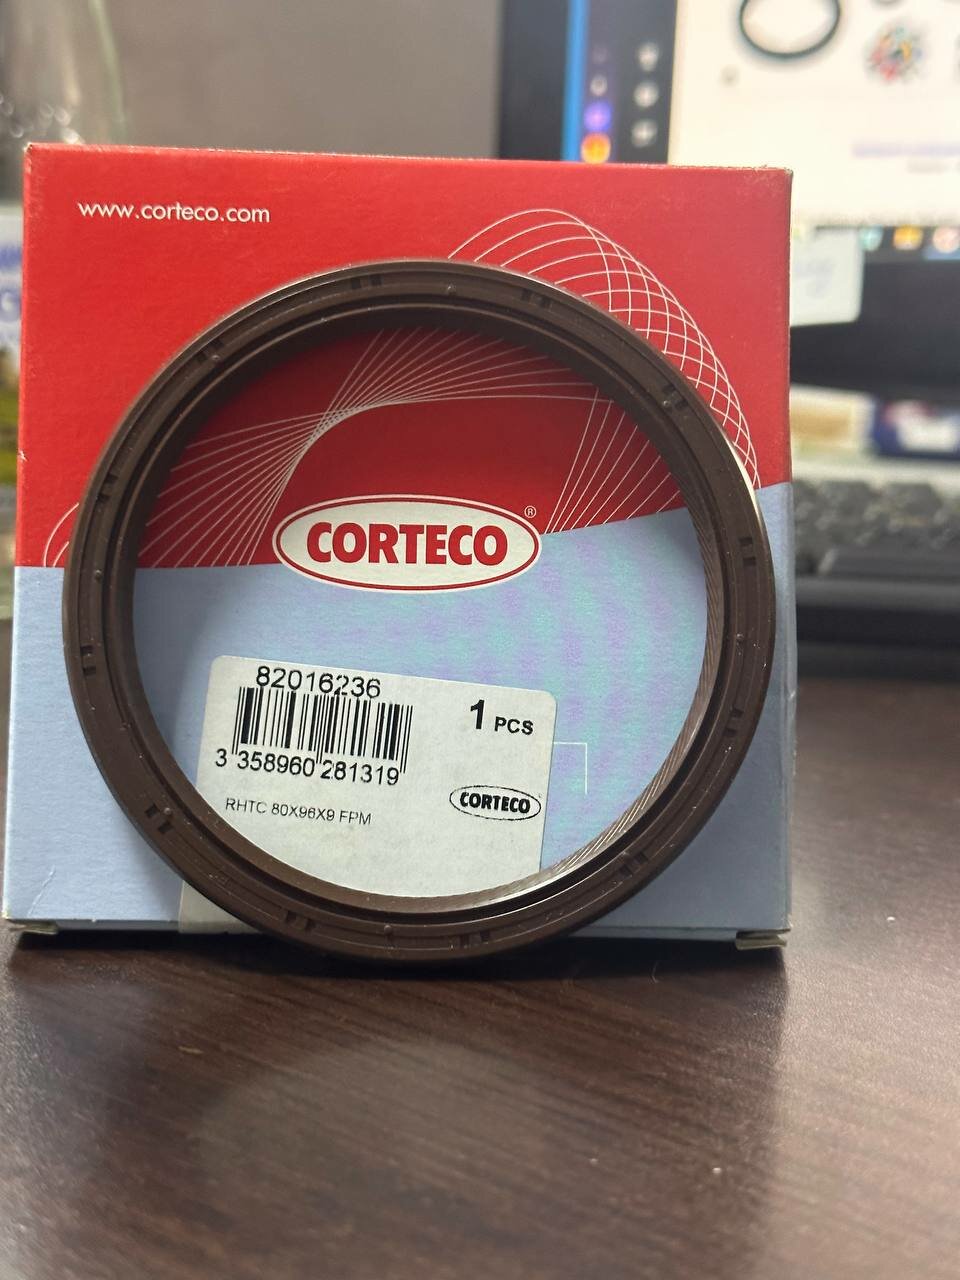 www.corteco.com
CORTECO®
82016236
1 PCS
3 358960 281319
CORTECO
RHTC 80X96X9 FPM